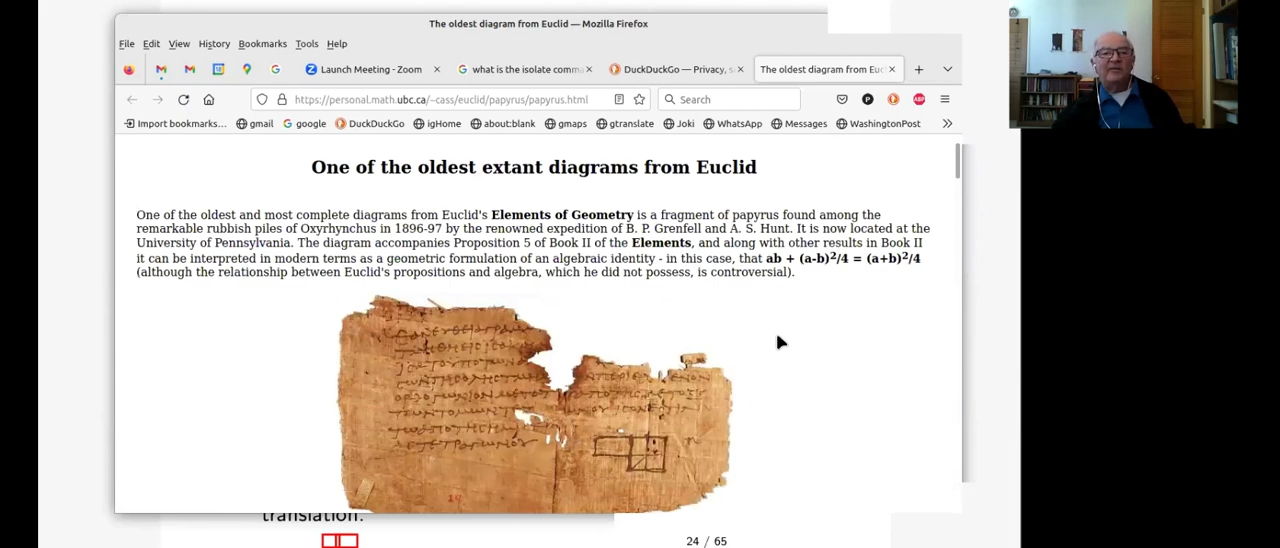 The oldest diagram from Euclid — Mozilla Firefox
File Edit View History Bookmarks Tools Help
Launch Meeting - Zoom × what is the isolate comm × DuckDuckGo — Privacy, s × The oldest diagram from Euc ×
https://personal.math.ubc.ca/~cass/euclid/papyrus/papyrus.html Search
Import bookmarks... gmail google DuckDuckGo igHome about:blank gmaps gtranslate Joki WhatsApp Messages WashingtonPost
One of the oldest extant diagrams from Euclid
One of the oldest and most complete diagrams from Euclid's Elements of Geometry is a fragment of papyrus found among the
remarkable rubbish piles of Oxyrhynchus in 1896-97 by the renowned expedition of B. P. Grenfell and A. S. Hunt. It is now located at the
University of Pennsylvania. The diagram accompanies Proposition 5 of Book II of the Elements, and along with other results in Book II
it can be interpreted in modern terms as a geometric formulation of an algebraic identity - in this case, that ab + (a-b)²/4 = (a+b)²/4
(although the relationship between Euclid's propositions and algebra, which he did not possess, is controversial).
translation.
24 / 65